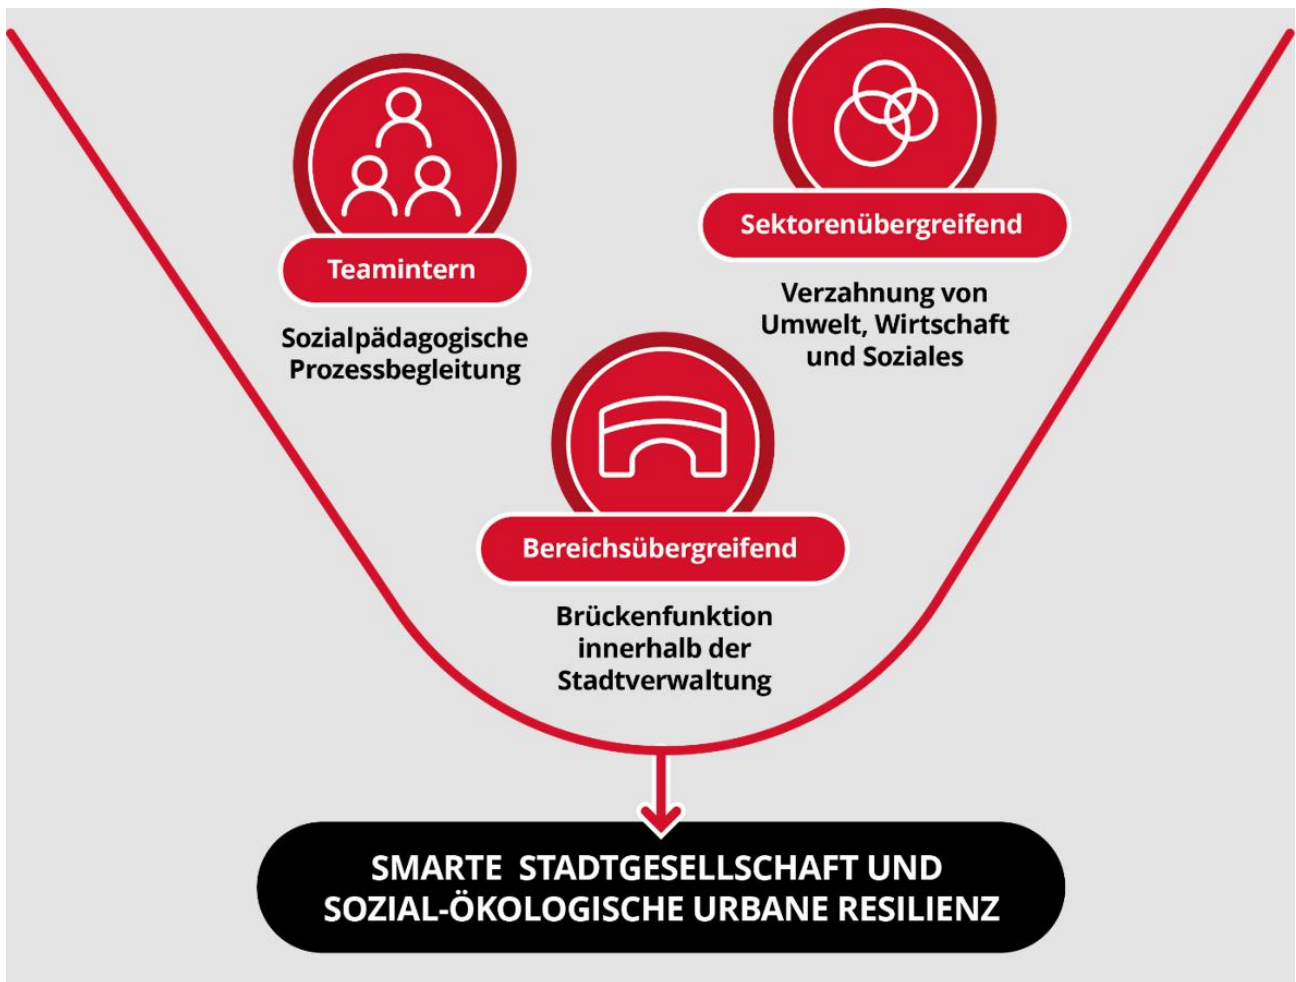 Teamintern
Sozialpädagogische
Prozessbegleitung
Sektorenübergreifend
Verzahnung von
Umwelt, Wirtschaft
und Soziales
Bereichsübergreifend
Brückenfunktion
innerhalb der
Stadtverwaltung
SMARTE STADTGESELLSCHAFT UND
SOZIAL-ÖKOLOGISCHE URBANE RESILIENZ